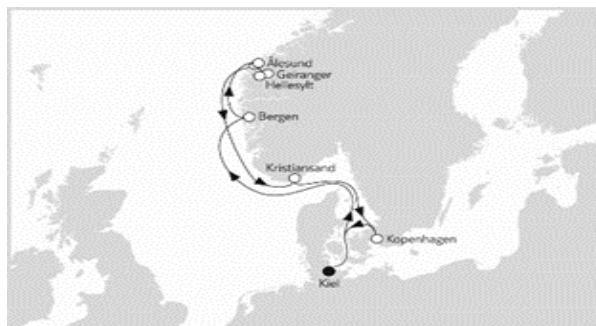 Ålesund
Geiranger
Hellesylt
Bergen
Kristiansand
Kopenhagen
Kiel